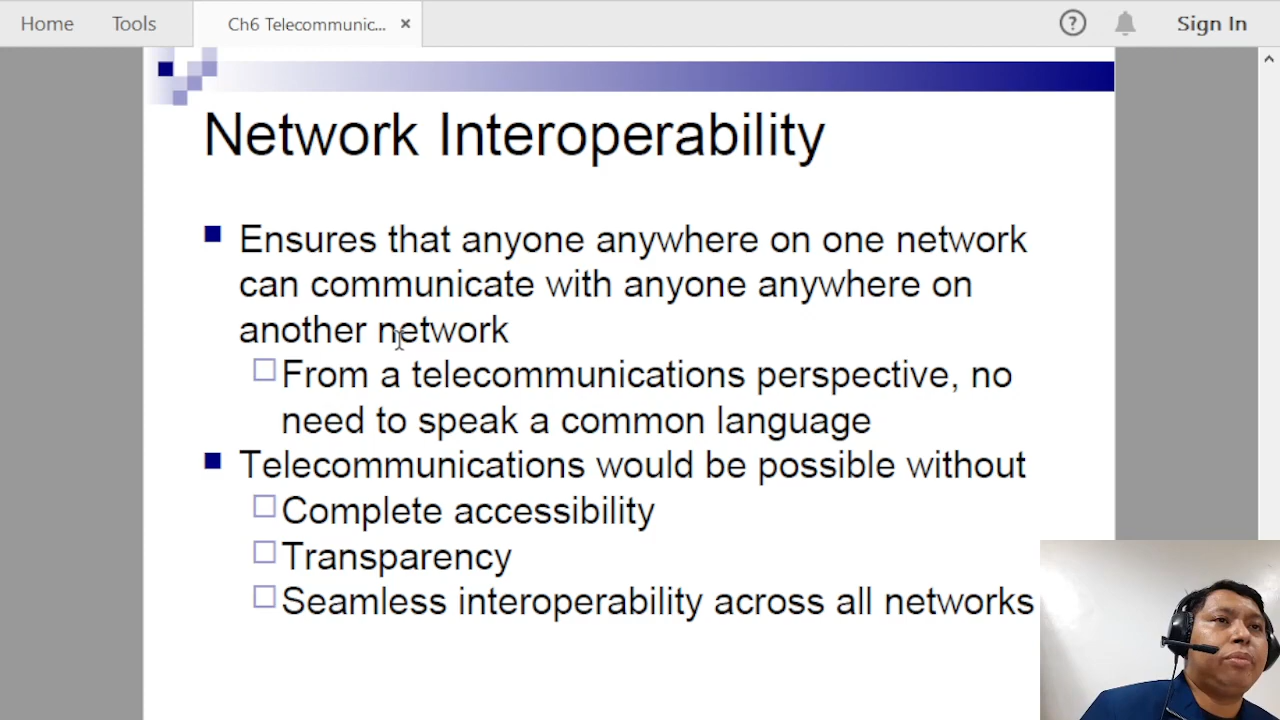 Home Tools Ch6 Telecommunic... × ? Sign In
Network Interoperability
Ensures that anyone anywhere on one network
can communicate with anyone anywhere on
another network
From a telecommunications perspective, no
need to speak a common language
Telecommunications would be possible without
Complete accessibility
Transparency
Seamless interoperability across all networks